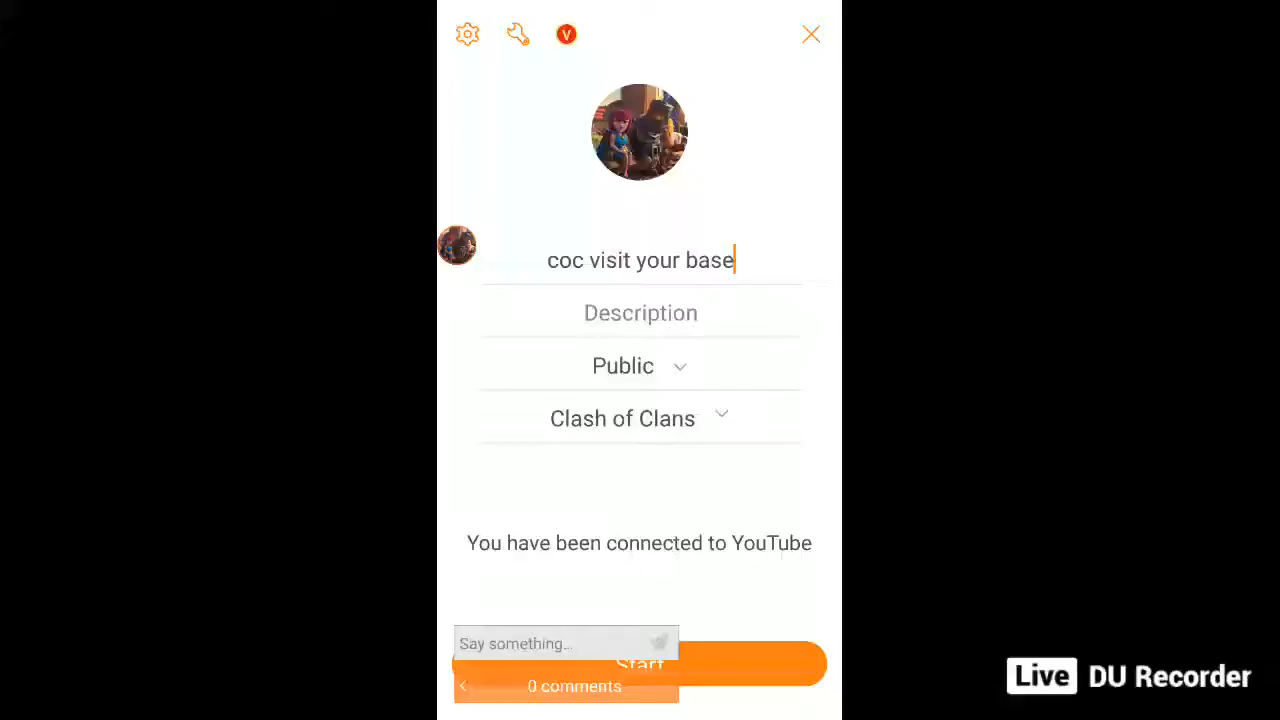 V
coc visit your base
Description
Public
Clash of Clans
You have been connected to YouTube
Say something...
Start
0 comments
Live DU Recorder